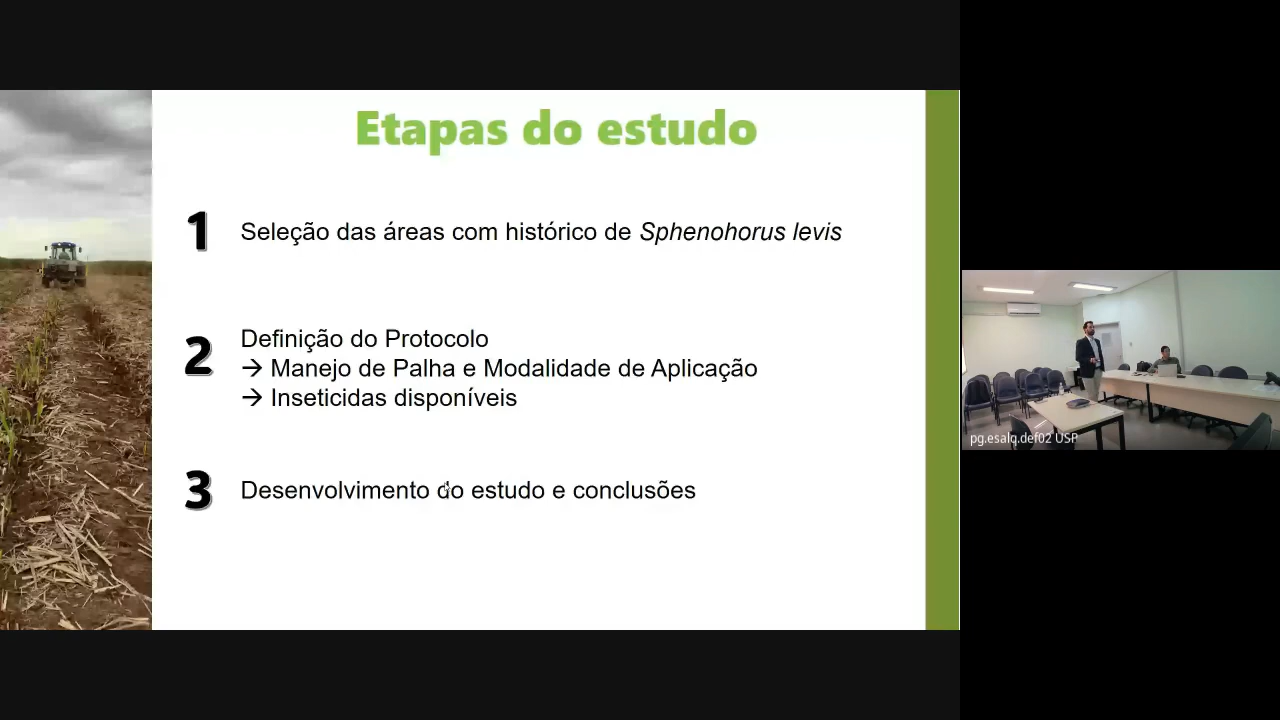 Etapas do estudo
1
Seleção das áreas com histórico de Sphenohorus levis
2
Definição do Protocolo
→ Manejo de Palha e Modalidade de Aplicação
→ Inseticidas disponíveis
3
Desenvolvimento do estudo e conclusões
pg.esalq.def02 USP